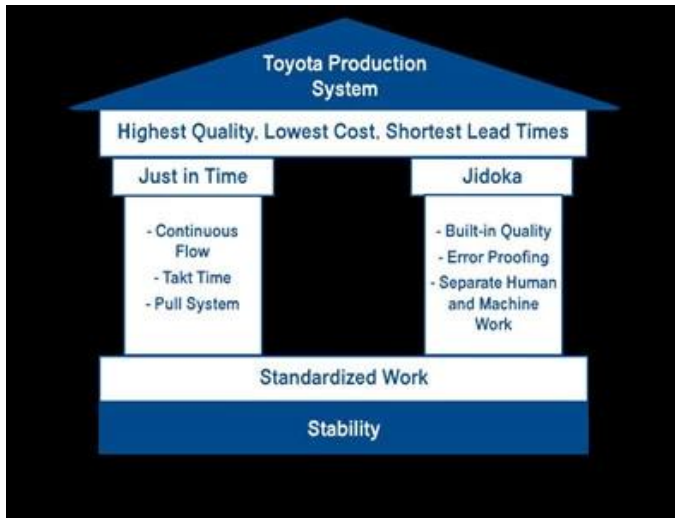 Toyota Production
System
Highest Quality, Lowest Cost, Shortest Lead Times
Just in Time
- Continuous
Flow
- Takt Time
- Pull System
Jidoka
- Built-in Quality
- Error Proofing
- Separate Human
and Machine
Work
Standardized Work
Stability